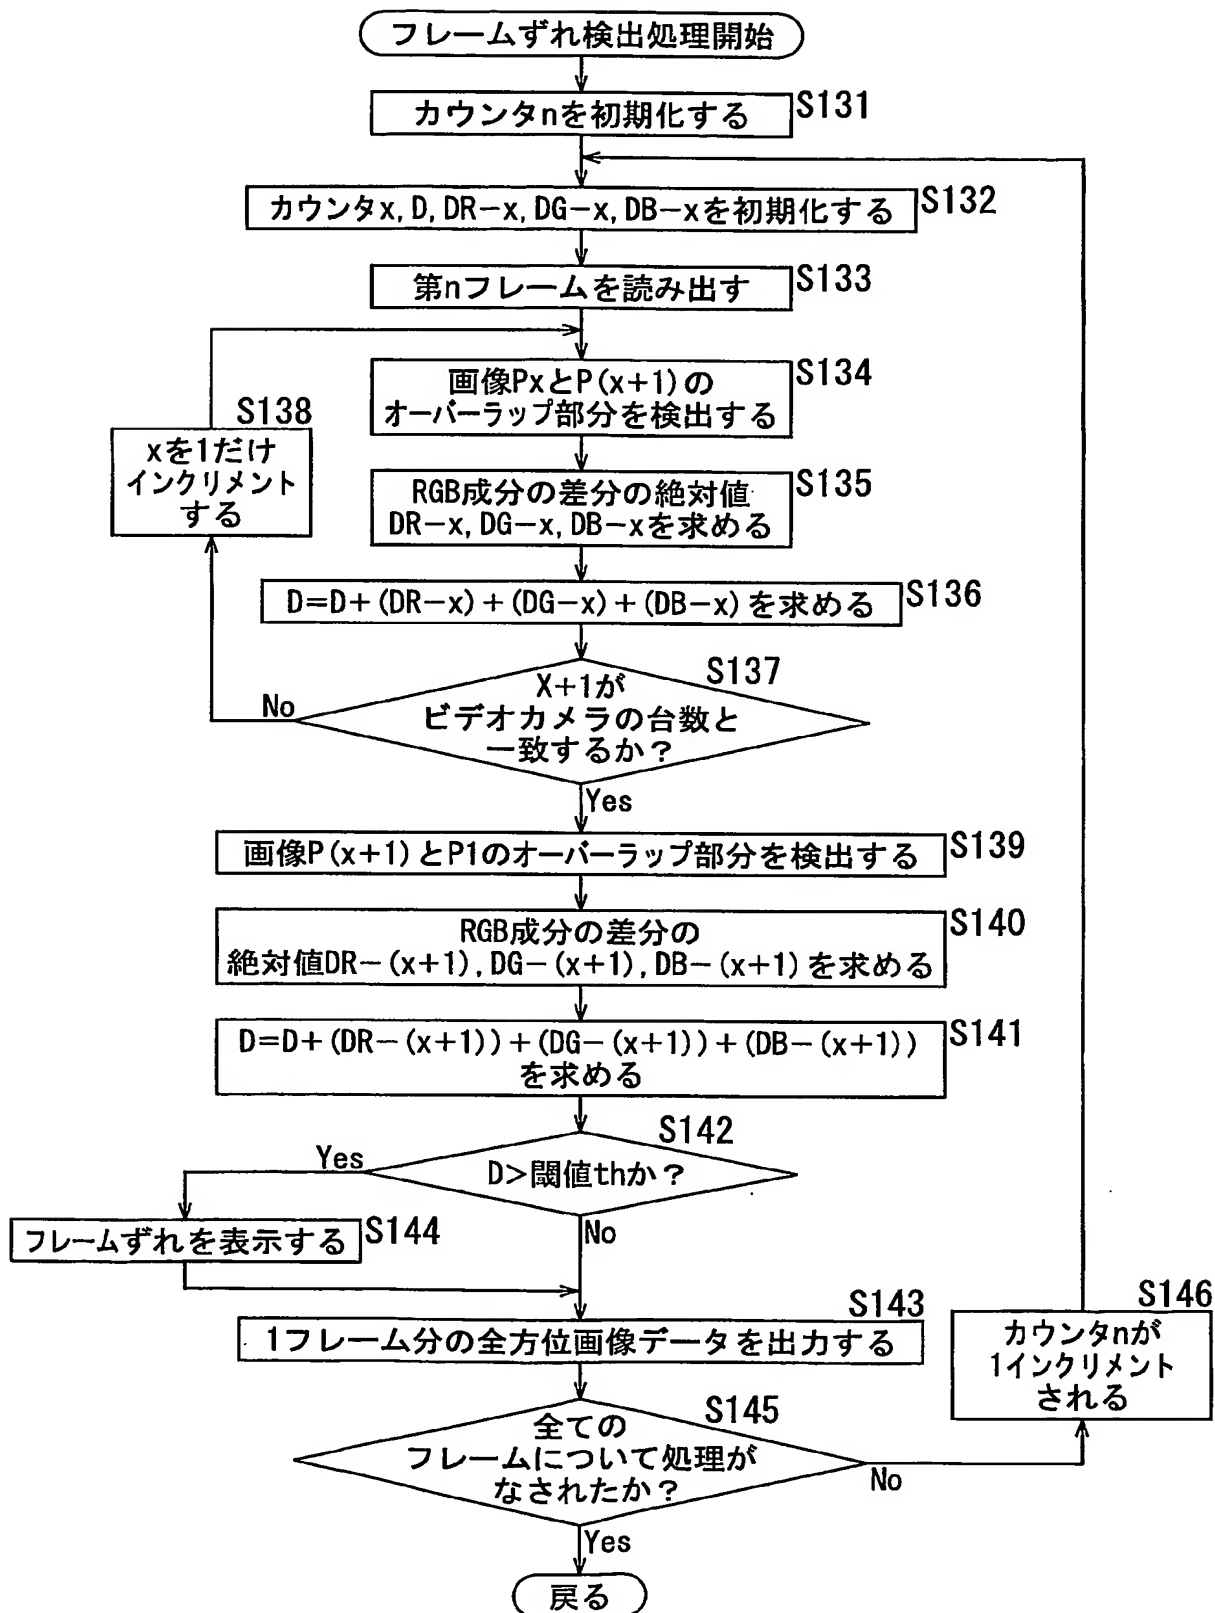 フレームずれ検出処理開始
カウンタnを初期化する
S131
カウンタx, D, DR－x, DG－x, DB－xを初期化する
S132
第nフレームを読み出す
S133
画像PxとP(x+1)の
オーバーラップ部分を検出する
S134
S138
xを1だけ
インクリメント
する
RGB成分の差分の絶対値
DR－x, DG－x, DB－xを求める
S135
D=D+(DR－x)+(DG－x)+(DB－x)を求める
S136
S137
X+1が
ビデオカメラの台数と
一致するか？
No
Yes
画像P(x+1)とP1のオーバーラップ部分を検出する
S139
RGB成分の差分の
絶対値DR－(x+1), DG－(x+1), DB－(x+1)を求める
S140
D=D+(DR－(x+1))+(DG－(x+1))+(DB－(x+1))
を求める
S141
S142
D>閾値thか？
Yes
No
フレームずれを表示する
S144
S143
1フレーム分の全方位画像データを出力する
S146
カウンタnが
1インクリメント
される
S145
全ての
フレームについて処理が
なされたか？
No
Yes
戻る